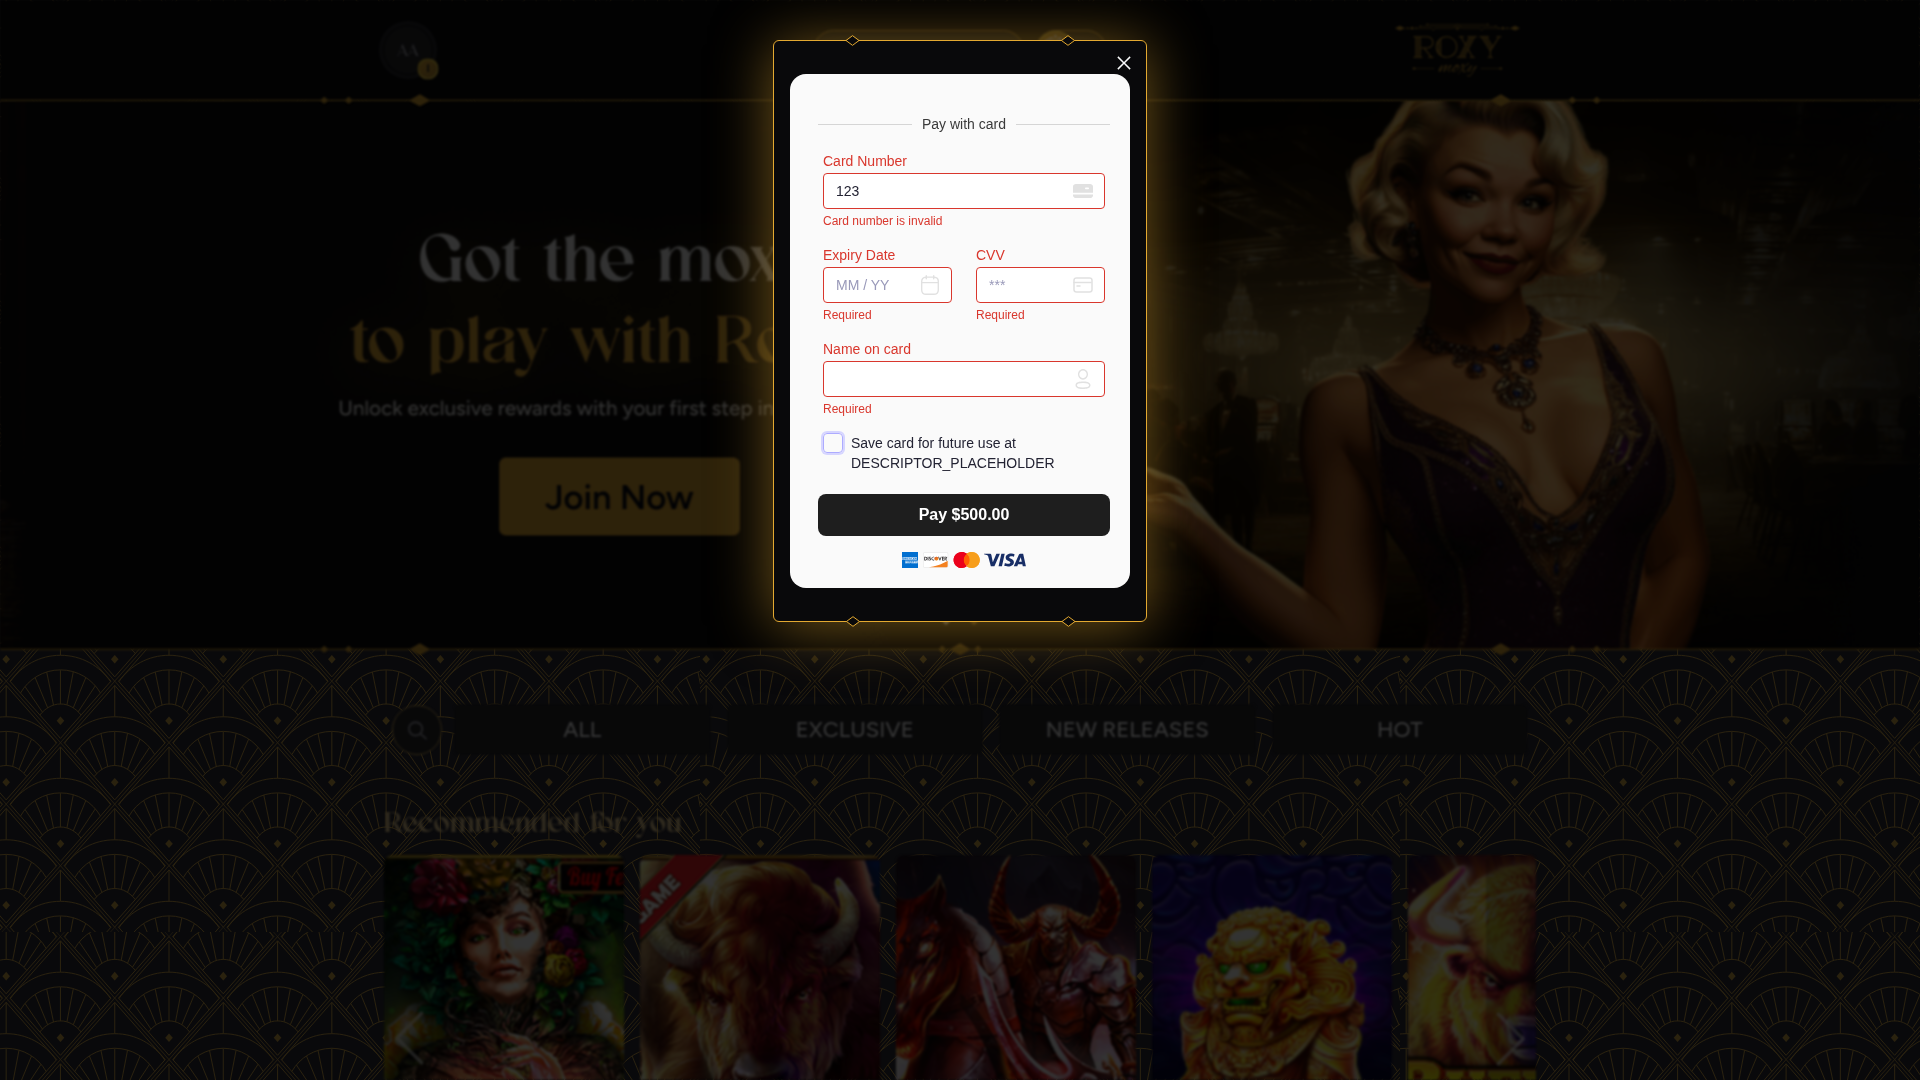 AA
ROXY
moxy
Pay with card
Card Number
123
Card number is invalid
Expiry Date
CVV
MM / YY
***
Required
Required
Name on card
Required
Save card for future use at
DESCRIPTOR_PLACEHOLDER
Pay $500.00
DISCOVER
VISA
Got the mox
to play with Ro
Unlock exclusive rewards with your first step in
Join Now
ALL
EXCLUSIVE
NEW RELEASES
HOT
Recommended for you
Buy Fe
GAME